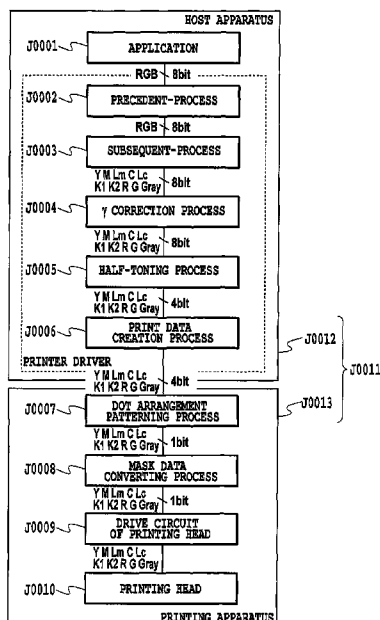 HOST APPARATUS
J0001
APPLICATION
RGB 8bit
J0002
PRECEDENT-PROCESS
RGB 8bit
J0003
SUBSEQUENT-PROCESS
Y M Lm C Lc
K1 K2 R G Gray 8bit
J0004
γ CORRECTION PROCESS
Y M Lm C Lc
K1 K2 R G Gray 8bit
J0005
HALF-TONING PROCESS
Y M Lm C Lc
K1 K2 R G Gray 4bit
J0006
PRINT DATA
CREATION PROCESS
PRINTER DRIVER
J0012
J0011
J0013
Y M Lm C Lc
K1 K2 R G Gray 4bit
J0007
DOT ARRANGEMENT
PATTERNING PROCESS
Y M Lm C Lc
K1 K2 R G Gray 1bit
J0008
MASK DATA
CONVERTING PROCESS
Y M Lm C Lc
K1 K2 R G Gray 1bit
J0009
DRIVE CIRCUIT
OF PRINTING HEAD
Y M Lm C Lc
K1 K2 R G Gray
J0010
PRINTING HEAD
PRINTING APPARATUS